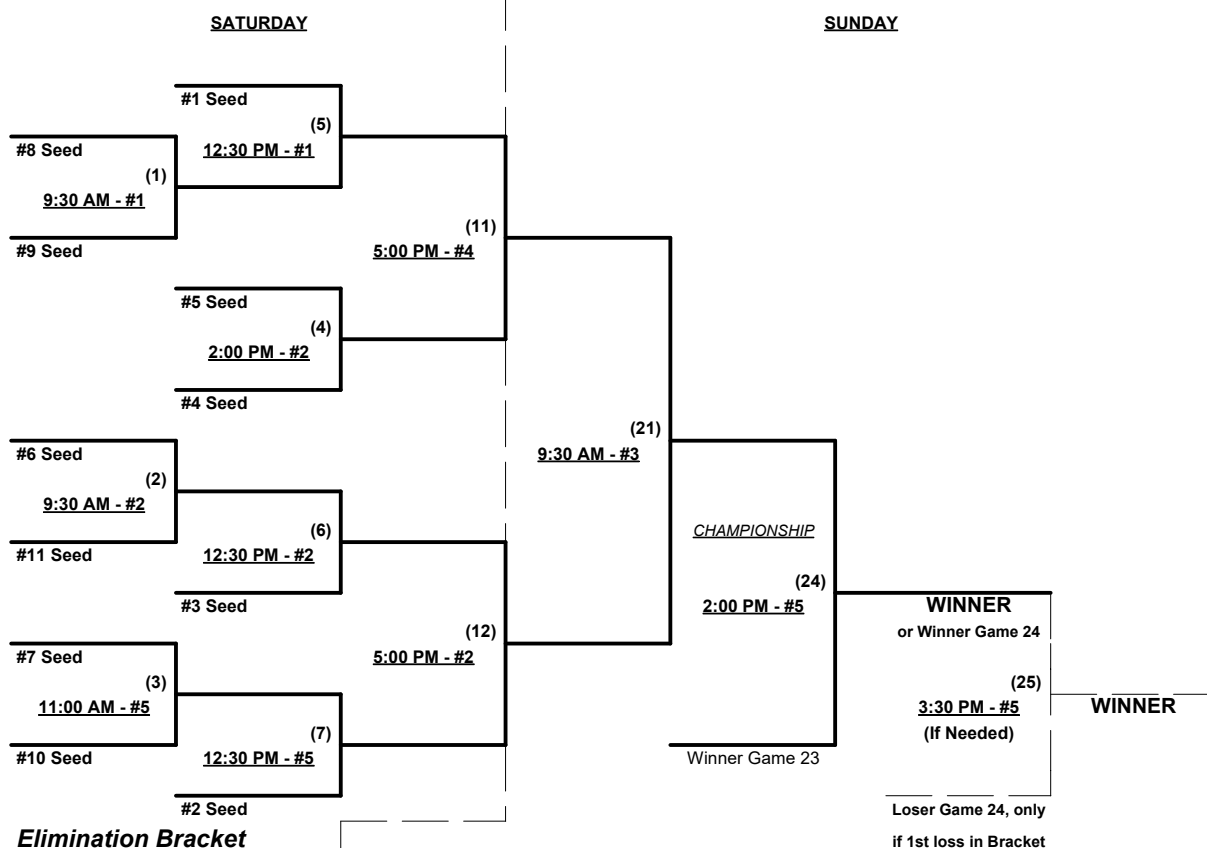 SATURDAY
SUNDAY
#1 Seed
(5)
#8 Seed
12:30 PM - #1
(1)
9:30 AM - #1
(11)
#9 Seed
5:00 PM - #4
#5 Seed
(4)
2:00 PM - #2
#4 Seed
(21)
#6 Seed
9:30 AM - #3
(2)
9:30 AM - #2
(6)
CHAMPIONSHIP
#11 Seed
12:30 PM - #2
(24)
#3 Seed
2:00 PM - #5
WINNER
(12)
or Winner Game 24
#7 Seed
5:00 PM - #2
(3)
(25)
11:00 AM - #5
3:30 PM - #5
WINNER
(7)
(If Needed)
#10 Seed
12:30 PM - #5
Winner Game 23
#2 Seed
Loser Game 24, only
Elimination Bracket
if 1st loss in Bracket